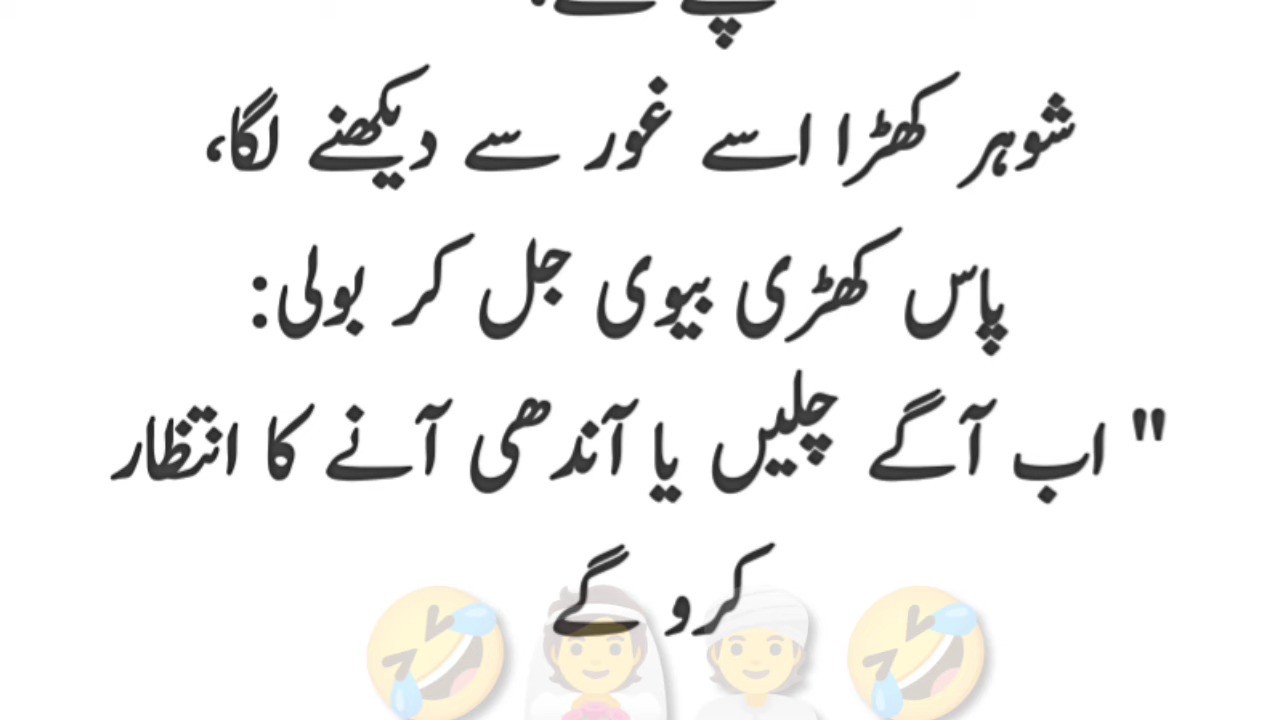 شوہر کھڑا اسے غور سے دیکھنے لگا،
پاس کھڑی بیوی جل کر بولی:
" اب آگے چلیں یا آندھی آنے کا انتظار
کرو گے